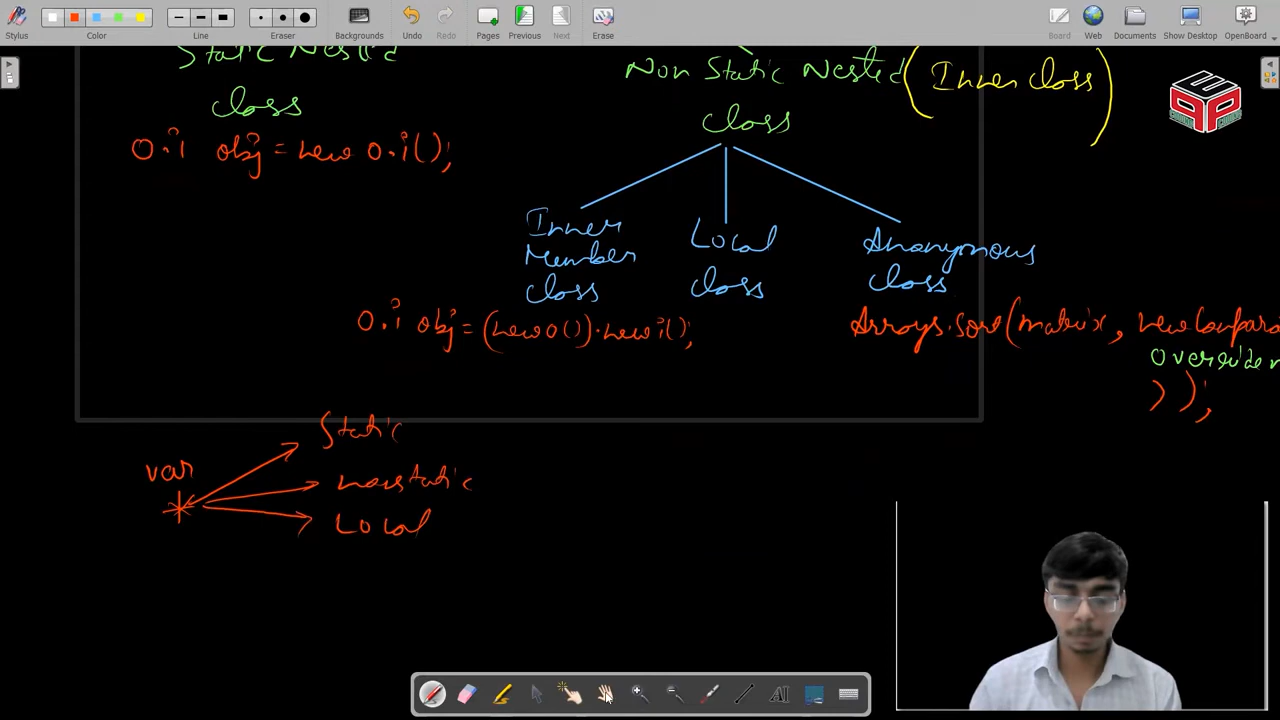 Stylus
Color
Line
Eraser
Backgrounds
Undo
Redo
Pages
Previous
Next
Erase
Board
Web
Documents
Show Desktop
OpenBoard
Static Nested
class
O.i obj = new O.i();
Non Static Nested (Inner class)
class
Inner
Member
class
Local
class
Anonymous
class
O.i obj = (new O()).new i();
Arrays.sort(matrix, new Compara
Override
) );
var
Static
nonstatic
Local